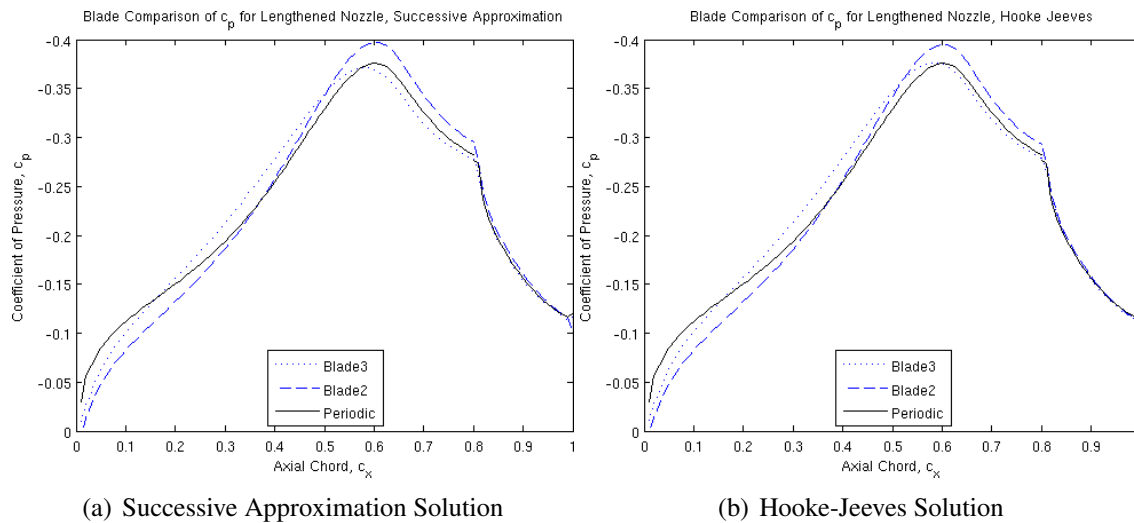 Blade Comparison of c_p for Lengthened Nozzle, Successive Approximation
-0.4
-0.35
-0.3
-0.25
-0.2
-0.15
-0.1
-0.05
0
Coefficient of Pressure, c_p
Blade3
Blade2
Periodic
0 0.1 0.2 0.3 0.4 0.5 0.6 0.7 0.8 0.9 1
Axial Chord, c_x
(a) Successive Approximation Solution
Blade Comparison of c_p for Lengthened Nozzle, Hooke Jeeves
-0.4
-0.35
-0.3
-0.25
-0.2
-0.15
-0.1
-0.05
0
Coefficient of Pressure, c_p
Blade3
Blade2
Periodic
0 0.1 0.2 0.3 0.4 0.5 0.6 0.7 0.8 0.9
Axial Chord, c_x
(b) Hooke-Jeeves Solution